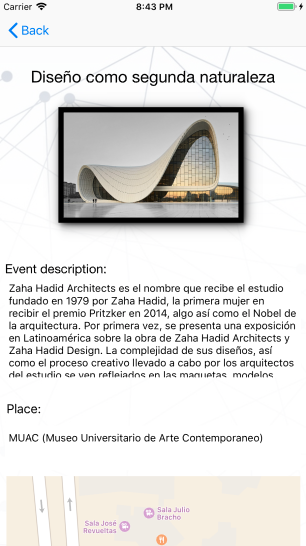 Carrier 8:43 PM
Back
Diseño como segunda naturaleza
Event description:
Zaha Hadid Architects es el nombre que recibe el estudio
fundado en 1979 por Zaha Hadid, la primera mujer en
recibir el premio Pritzker en 2014, algo así como el Nobel de
la arquitectura. Por primera vez, se presenta una exposición
en Latinoamérica sobre la obra de Zaha Hadid Architects y
Zaha Hadid Design. La complejidad de sus diseños, así
como el proceso creativo llevado a cabo por los arquitectos
del estudio se ven reflejados en las maquetas, modelos
Place:
MUAC (Museo Universitario de Arte Contemporaneo)
Sala Julio
Bracho
Sala José
Revueltas